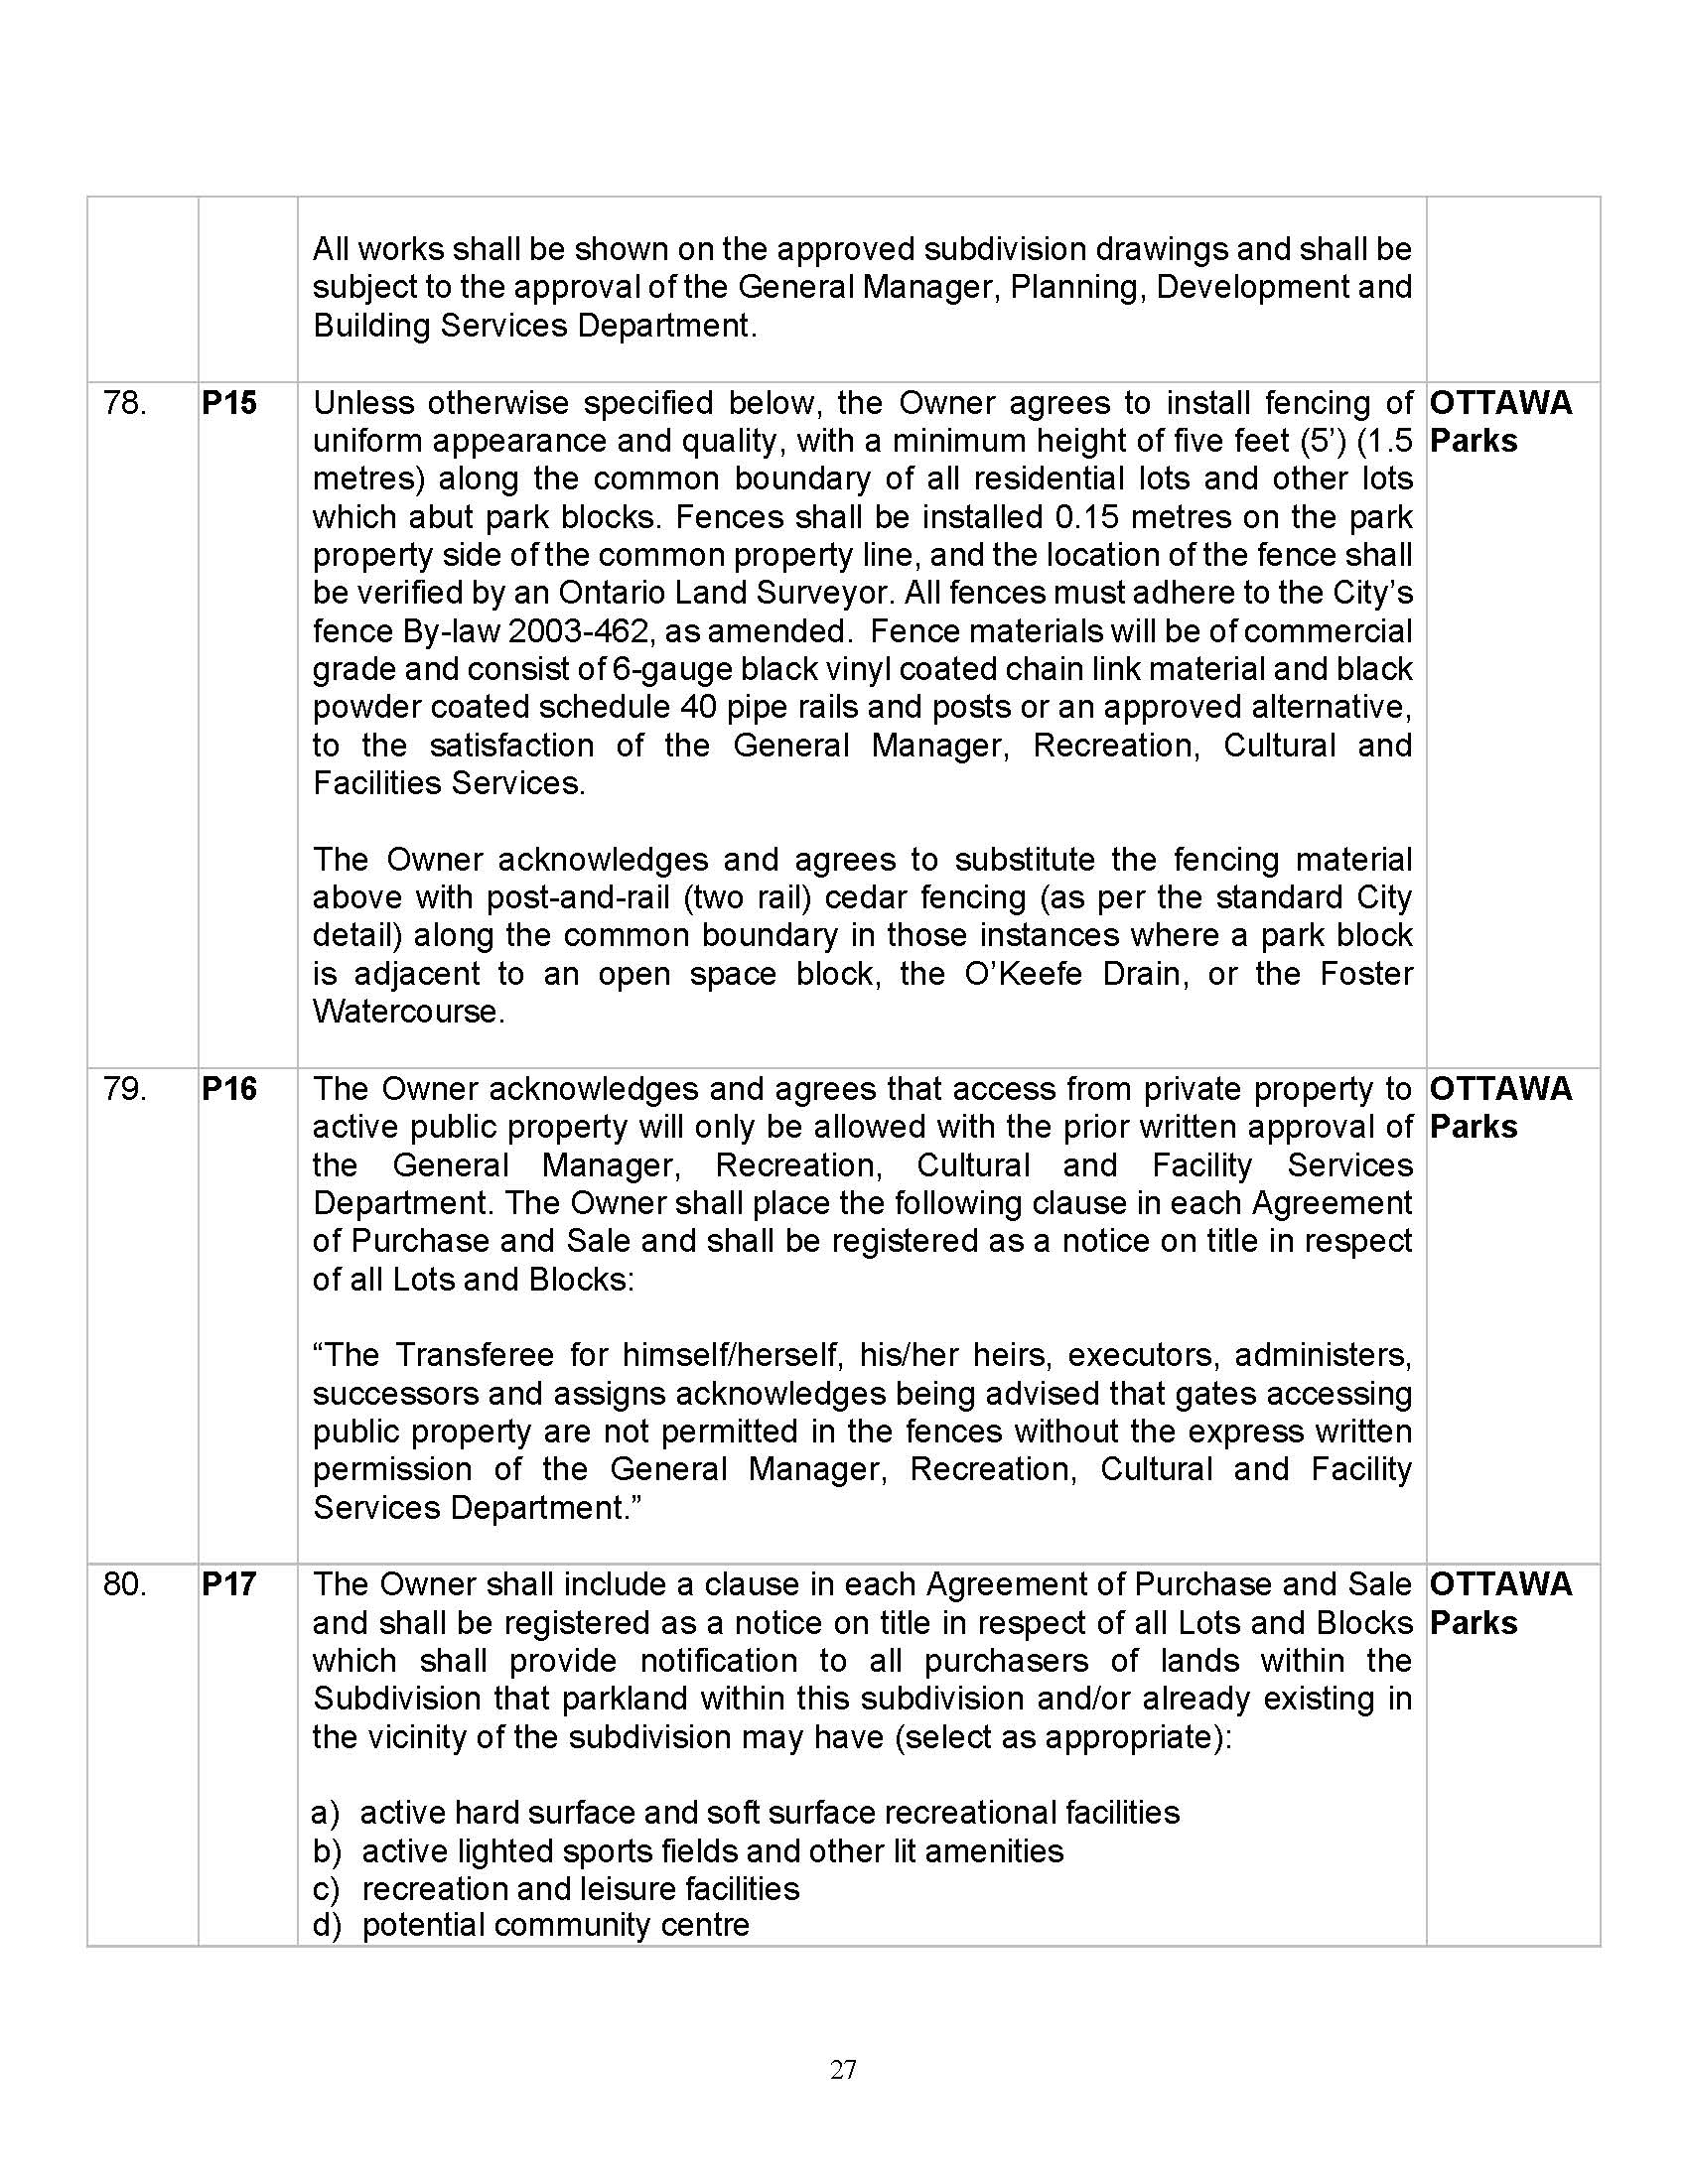 All works shall be shown on the approved subdivision drawings and shall be
subject to the approval of the General Manager, Planning, Development and
Building Services Department.
78. P15 Unless otherwise specified below, the Owner agrees to install fencing of OTTAWA
uniform appearance and quality, with a minimum height of five feet (5’) (1.5 Parks
metres) along the common boundary of all residential lots and other lots
which abut park blocks. Fences shall be installed 0.15 metres on the park
property side of the common property line, and the location of the fence shall
be verified by an Ontario Land Surveyor. All fences must adhere to the City’s
fence By-law 2003-462, as amended. Fence materials will be of commercial
grade and consist of 6-gauge black vinyl coated chain link material and black
powder coated schedule 40 pipe rails and posts or an approved alternative,
to the satisfaction of the General Manager, Recreation, Cultural and
Facilities Services.
The Owner acknowledges and agrees to substitute the fencing material
above with post-and-rail (two rail) cedar fencing (as per the standard City
detail) along the common boundary in those instances where a park block
is adjacent to an open space block, the O’Keefe Drain, or the Foster
Watercourse.
79. P16 The Owner acknowledges and agrees that access from private property to OTTAWA
active public property will only be allowed with the prior written approval of Parks
the General Manager, Recreation, Cultural and Facility Services
Department. The Owner shall place the following clause in each Agreement
of Purchase and Sale and shall be registered as a notice on title in respect
of all Lots and Blocks:
“The Transferee for himself/herself, his/her heirs, executors, administers,
successors and assigns acknowledges being advised that gates accessing
public property are not permitted in the fences without the express written
permission of the General Manager, Recreation, Cultural and Facility
Services Department.”
80. P17 The Owner shall include a clause in each Agreement of Purchase and Sale OTTAWA
and shall be registered as a notice on title in respect of all Lots and Blocks Parks
which shall provide notification to all purchasers of lands within the
Subdivision that parkland within this subdivision and/or already existing in
the vicinity of the subdivision may have (select as appropriate):
a) active hard surface and soft surface recreational facilities
b) active lighted sports fields and other lit amenities
c) recreation and leisure facilities
d) potential community centre
27